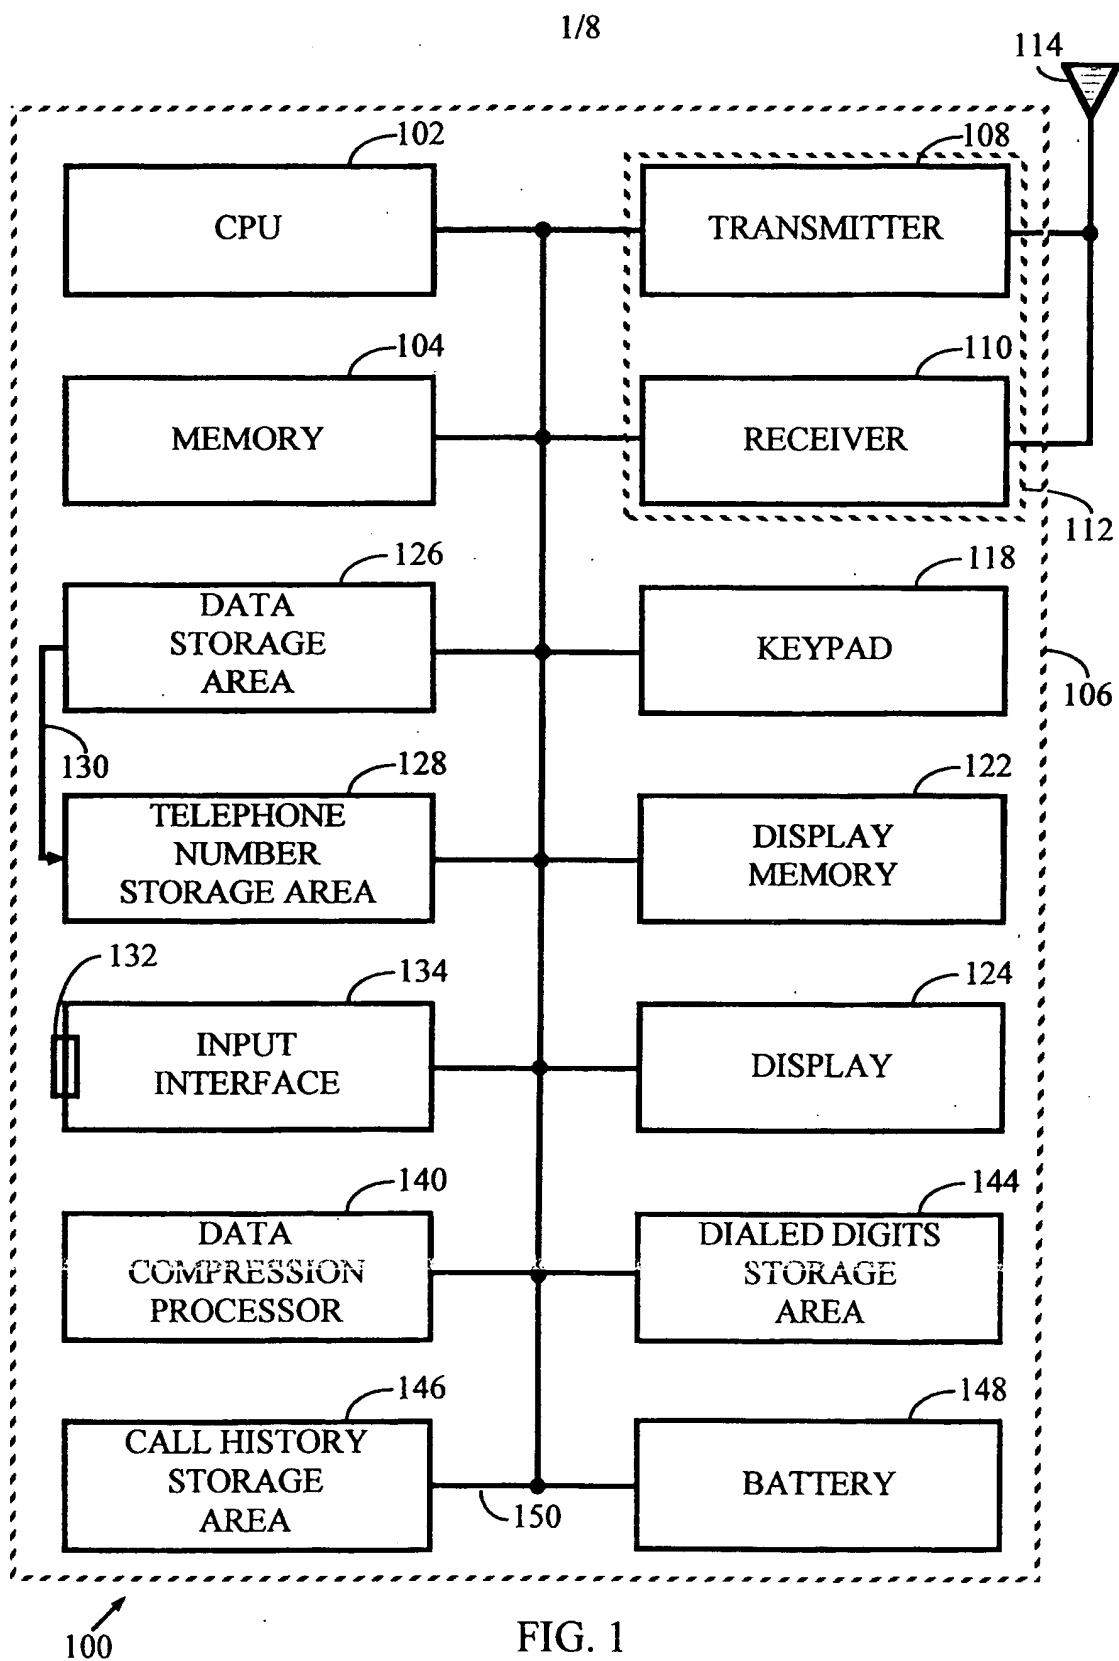 1/8
114
102
CPU
108
TRANSMITTER
104
MEMORY
110
RECEIVER
112
126
DATA
STORAGE
AREA
118
KEYPAD
106
130
128
TELEPHONE
NUMBER
STORAGE AREA
122
DISPLAY
MEMORY
132
134
INPUT
INTERFACE
124
DISPLAY
140
DATA
COMPRESSION
PROCESSOR
144
DIALED DIGITS
STORAGE
AREA
146
CALL HISTORY
STORAGE
AREA
148
BATTERY
150
100
FIG. 1